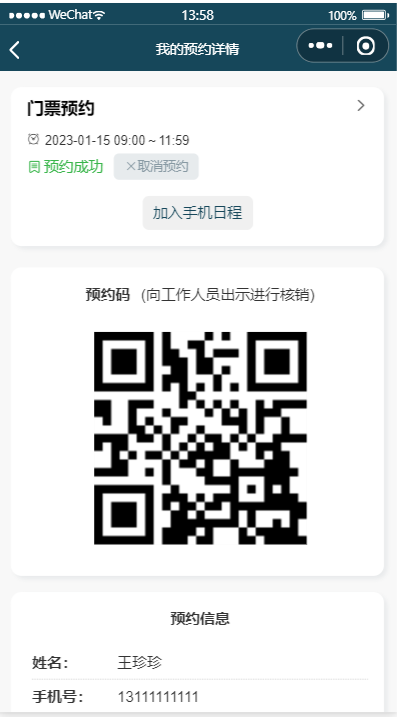 WeChat 13:58 100%
我的预约详情
门票预约
2023-01-15 09:00 ~ 11:59
预约成功 ×取消预约
加入手机日程
预约码 (向工作人员出示进行核销)
预约信息
姓名: 王珍珍
手机号: 13111111111